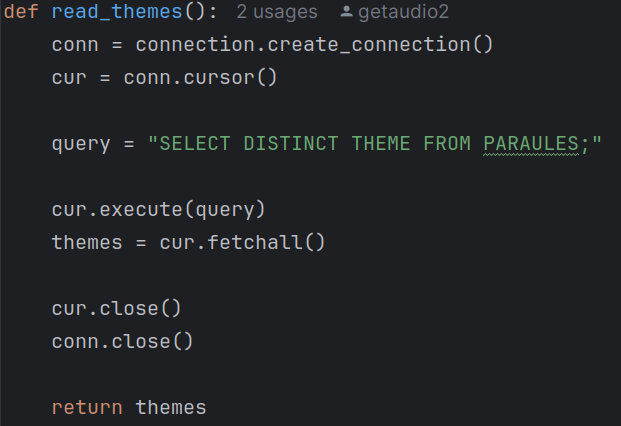 def read_themes(): 2 usages getaudio2
    conn = connection.create_connection()
    cur = conn.cursor()
    query = "SELECT DISTINCT THEME FROM PARAULES;"
    cur.execute(query)
    themes = cur.fetchall()
    cur.close()
    conn.close()
    return themes